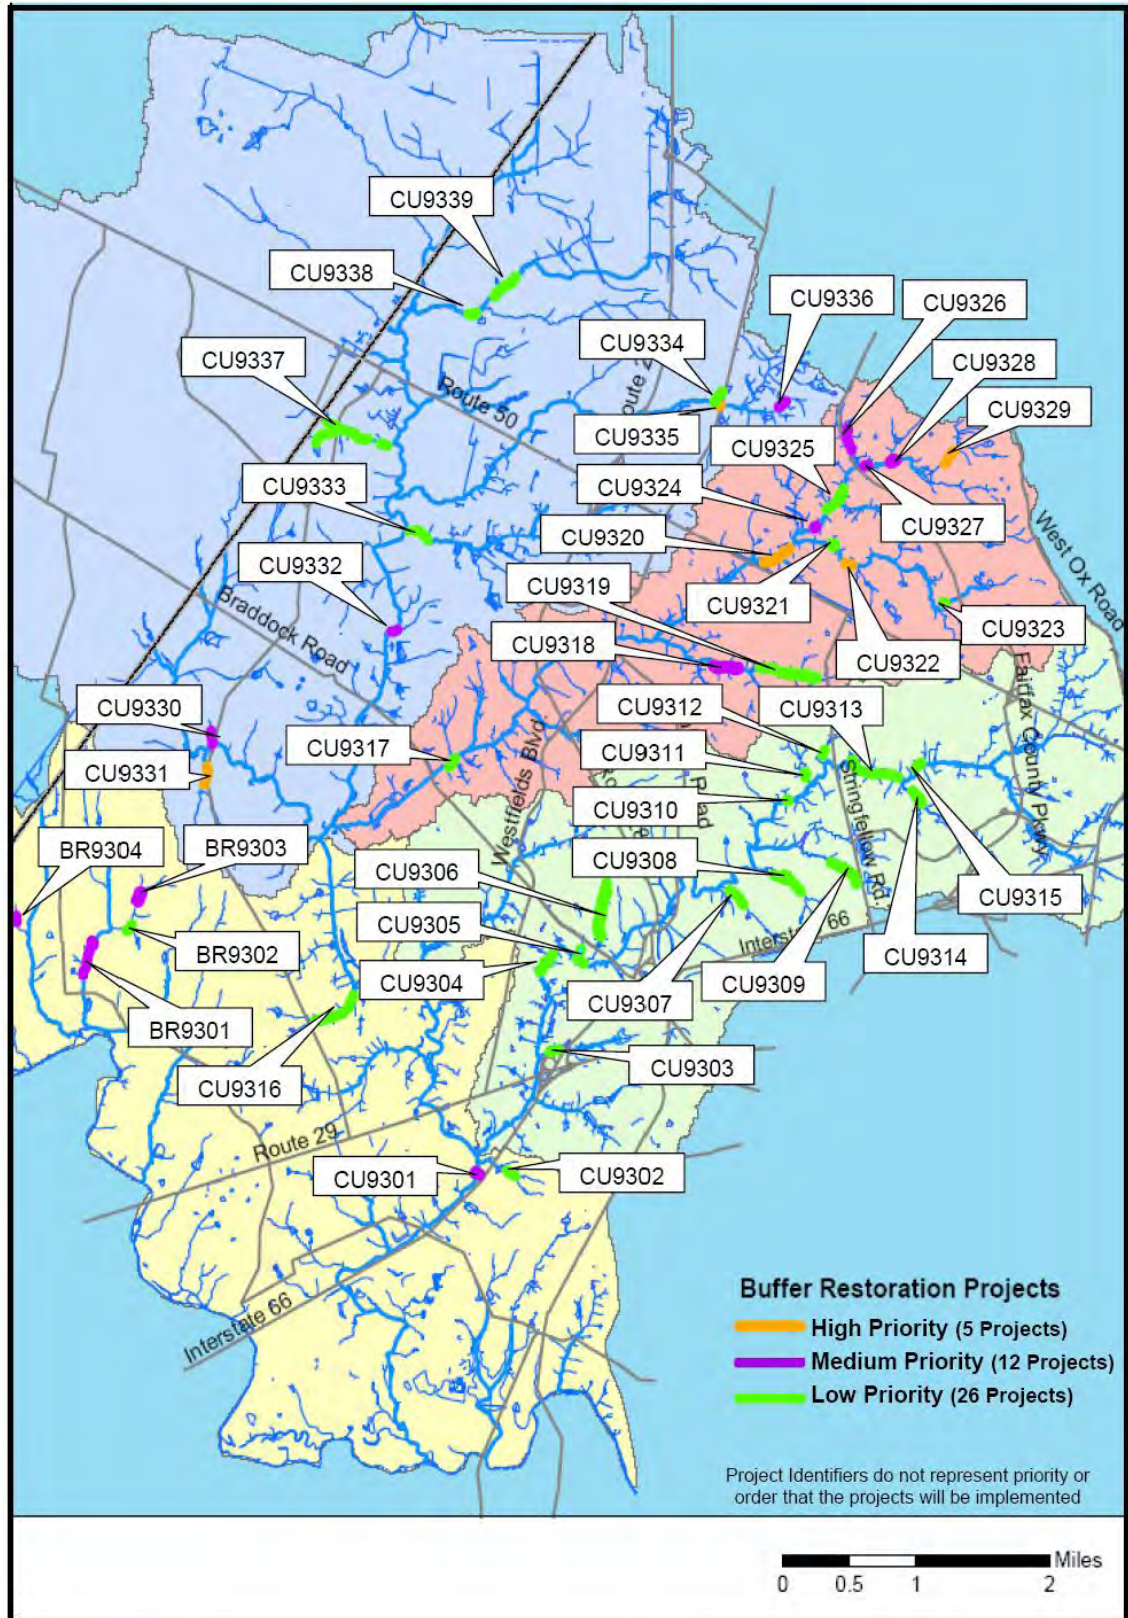 CU9339
CU9338
CU9336
CU9326
CU9334
CU9328
CU9337
CU9329
Route 50
CU9335
CU9325
CU9324
CU9333
CU9327
CU9320
West Ox Road
CU9332
CU9319
CU9321
Braddock Road
CU9323
CU9318
CU9322
CU9330
CU9312
CU9313
Fairfax County Pkwy
CU9317
CU9311
CU9331
Westfields Blvd
Stringfellow Rd.
CU9310
Road
BR9304
BR9303
CU9308
CU9306
CU9315
CU9305
Interstate 66
BR9302
CU9314
CU9304
CU9309
CU9307
BR9301
CU9303
CU9316
Route 29
CU9301
CU9302
Interstate 66
Buffer Restoration Projects
High Priority (5 Projects)
Medium Priority (12 Projects)
Low Priority (26 Projects)
Project Identifiers do not represent priority or
order that the projects will be implemented
Miles
0 0.5 1 2